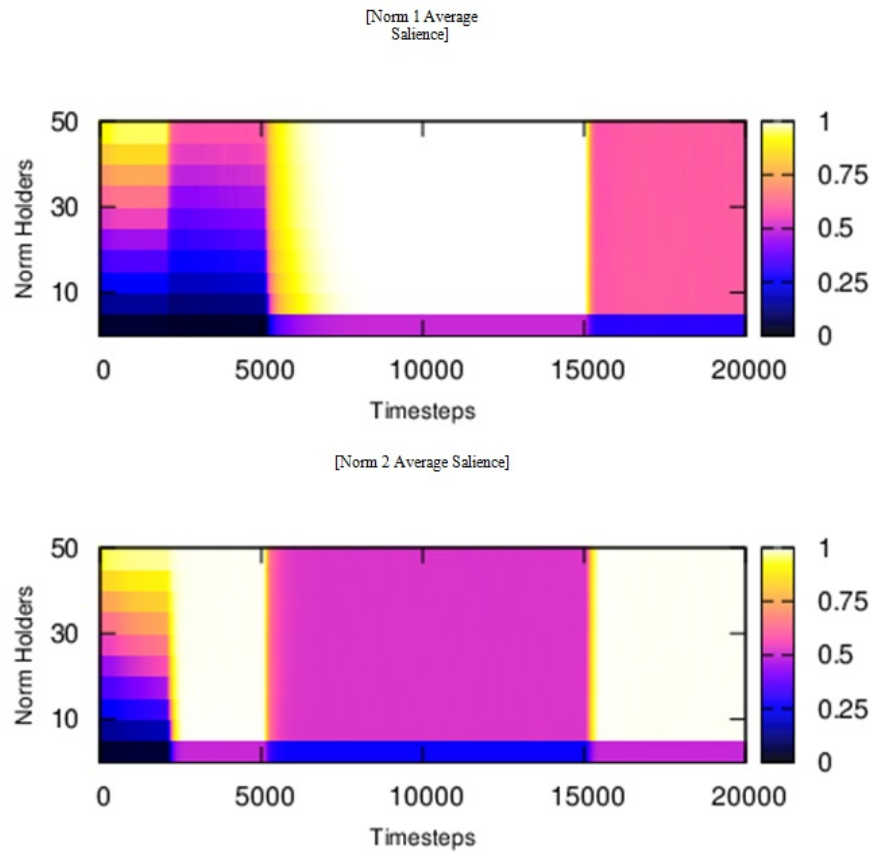 [Norm 1 Average
Salience]
50
30
10
Norm Holders
1
0.75
0.5
0.25
0
0 5000 10000 15000 20000
Timesteps
[Norm 2 Average Salience]
50
30
10
Norm Holders
1
0.75
0.5
0.25
0
0 5000 10000 15000 20000
Timesteps